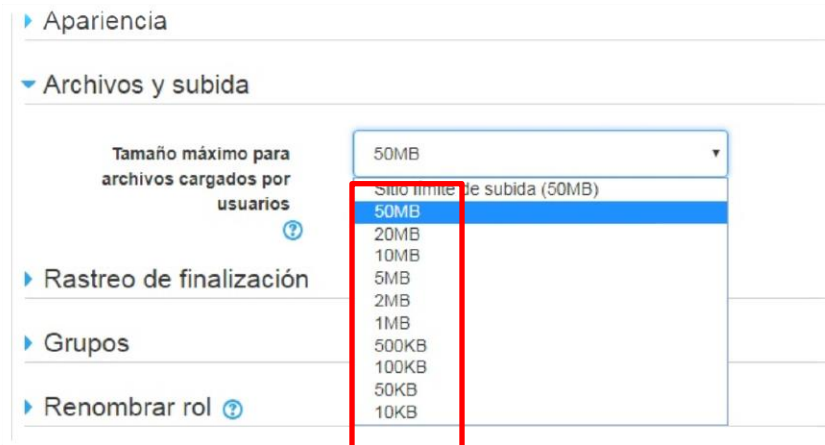 Apariencia
Archivos y subida
Tamaño máximo para
archivos cargados por
usuarios
50MB
Sitio límite de subida (50MB)
50MB
20MB
10MB
5MB
2MB
1MB
500KB
100KB
50KB
10KB
Rastreo de finalización
Grupos
Renombrar rol